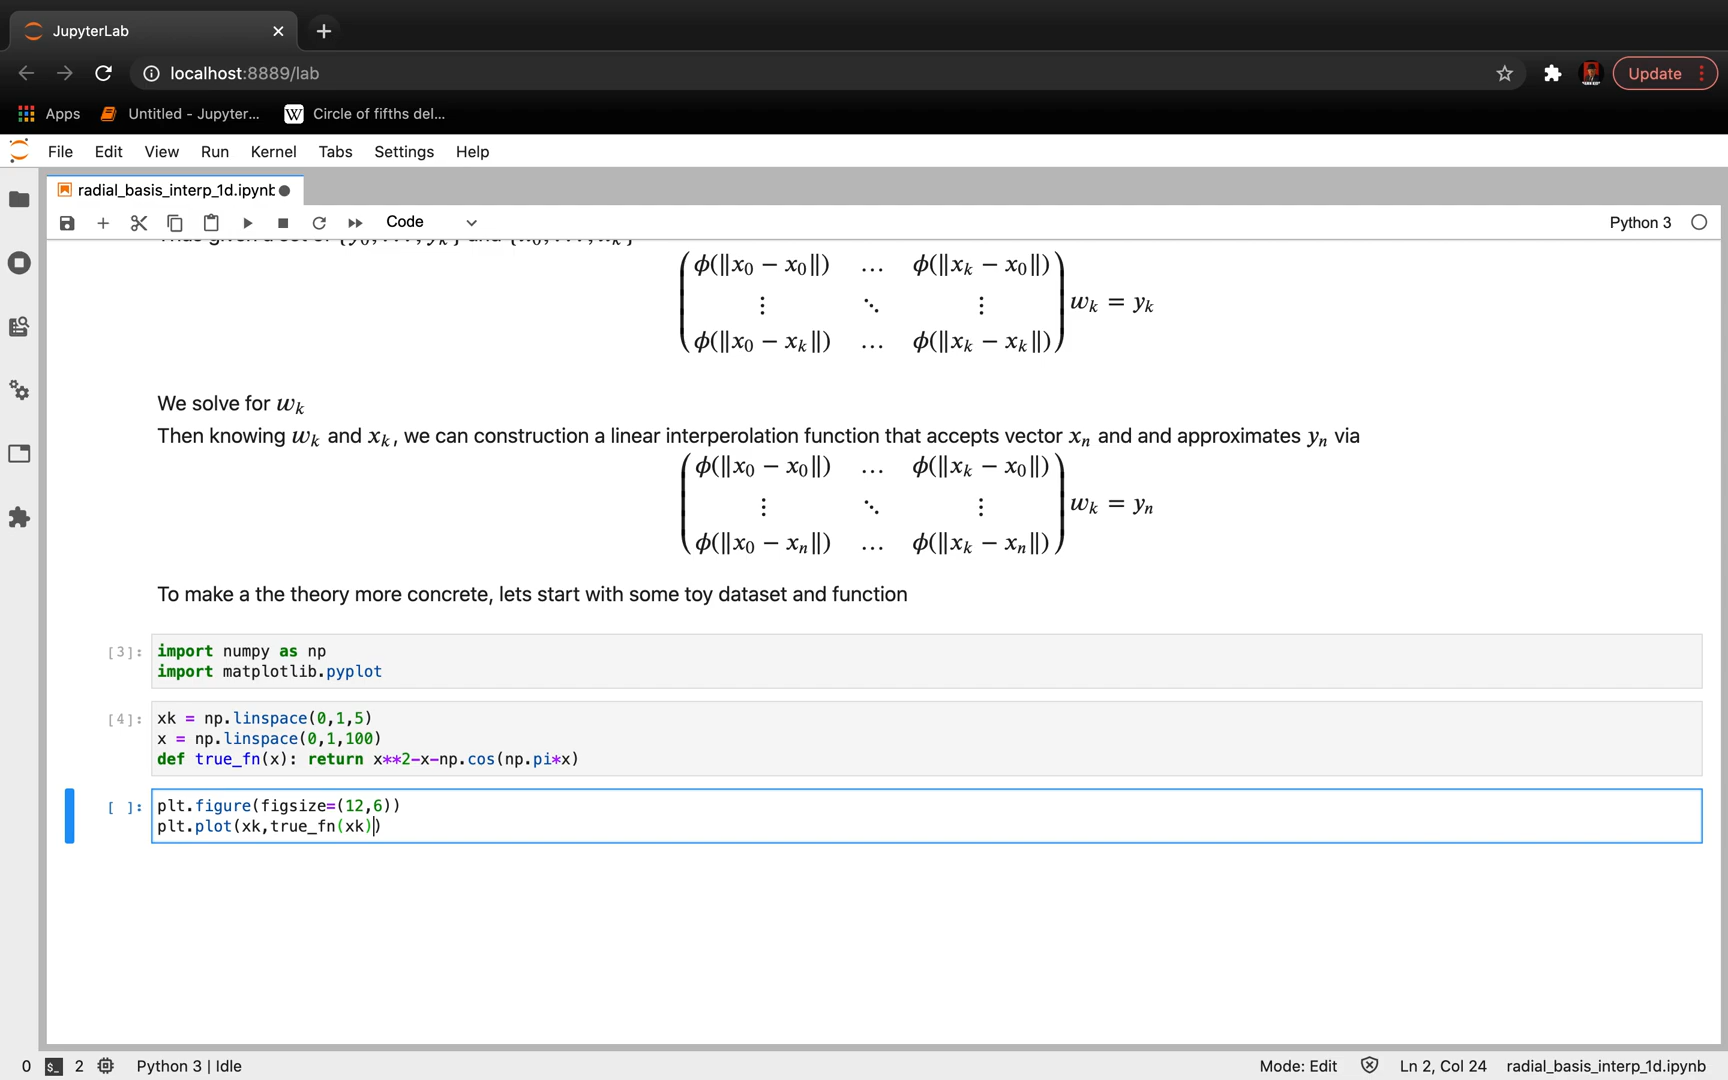 JupyterLab
localhost:8889/lab
Update
Apps
Untitled - Jupyter...
Circle of fifths del...
File Edit View Run Kernel Tabs Settings Help
radial_basis_interp_1d.ipynb
Code
Python 3
ϕ(‖x₀ − x₀‖) … ϕ(‖xₖ − x₀‖)
⋮ ⋱ ⋮ wₖ = yₖ
ϕ(‖x₀ − xₖ‖) … ϕ(‖xₖ − xₖ‖)
We solve for wₖ
Then knowing wₖ and xₖ, we can construction a linear interperolation function that accepts vector xₙ and and approximates yₙ via
ϕ(‖x₀ − x₀‖) … ϕ(‖xₖ − x₀‖)
⋮ ⋱ ⋮ wₖ = yₙ
ϕ(‖x₀ − xₙ‖) … ϕ(‖xₖ − xₙ‖)
To make a the theory more concrete, lets start with some toy dataset and function
[3]: import numpy as np
import matplotlib.pyplot
[4]: xk = np.linspace(0,1,5)
x = np.linspace(0,1,100)
def true_fn(x): return x**2-x-np.cos(np.pi*x)
[ ]: plt.figure(figsize=(12,6))
plt.plot(xk,true_fn(xk))
0 $_ 2 Python 3 | Idle Mode: Edit Ln 2, Col 24 radial_basis_interp_1d.ipynb